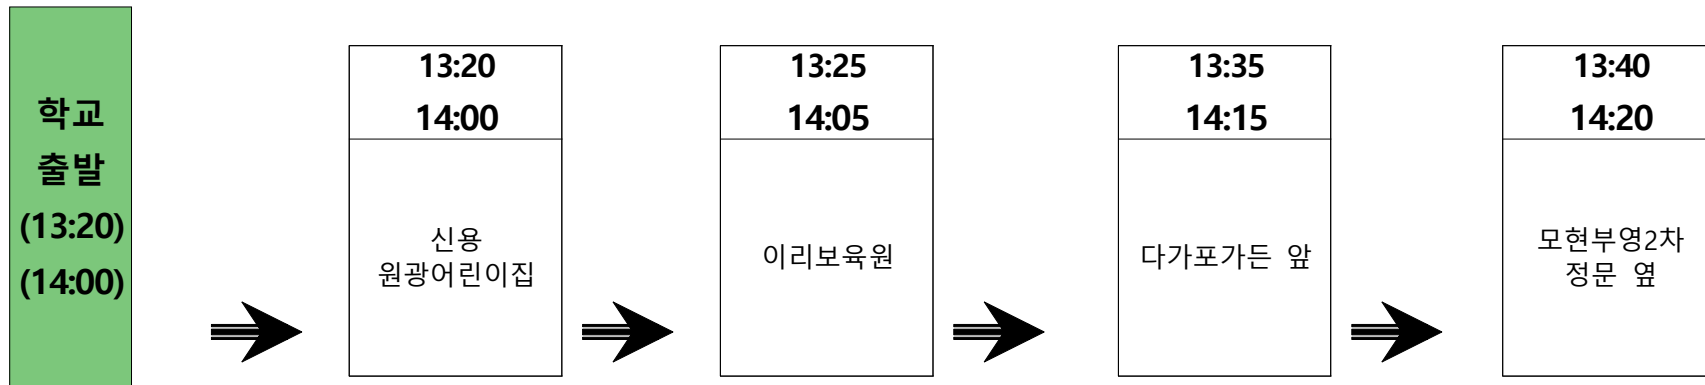 학교
출발
(13:20)
(14:00)
13:20
14:00
신용
원광어린이집
13:25
14:05
이리보육원
13:35
14:15
다가포가든 앞
13:40
14:20
모현부영2차
정문 옆